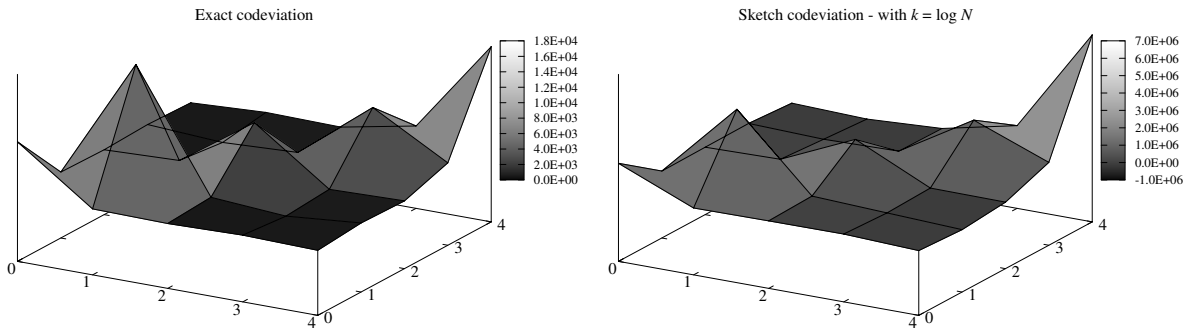 Exact codeviation
1.8E+04
1.6E+04
1.4E+04
1.2E+04
1.0E+04
8.0E+03
6.0E+03
4.0E+03
2.0E+03
0.0E+00
0
1
2
3
4
0
1
2
3
4
Sketch codeviation - with k = log N
7.0E+06
6.0E+06
5.0E+06
4.0E+06
3.0E+06
2.0E+06
1.0E+06
0.0E+00
-1.0E+06
0
1
2
3
4
0
1
2
3
4